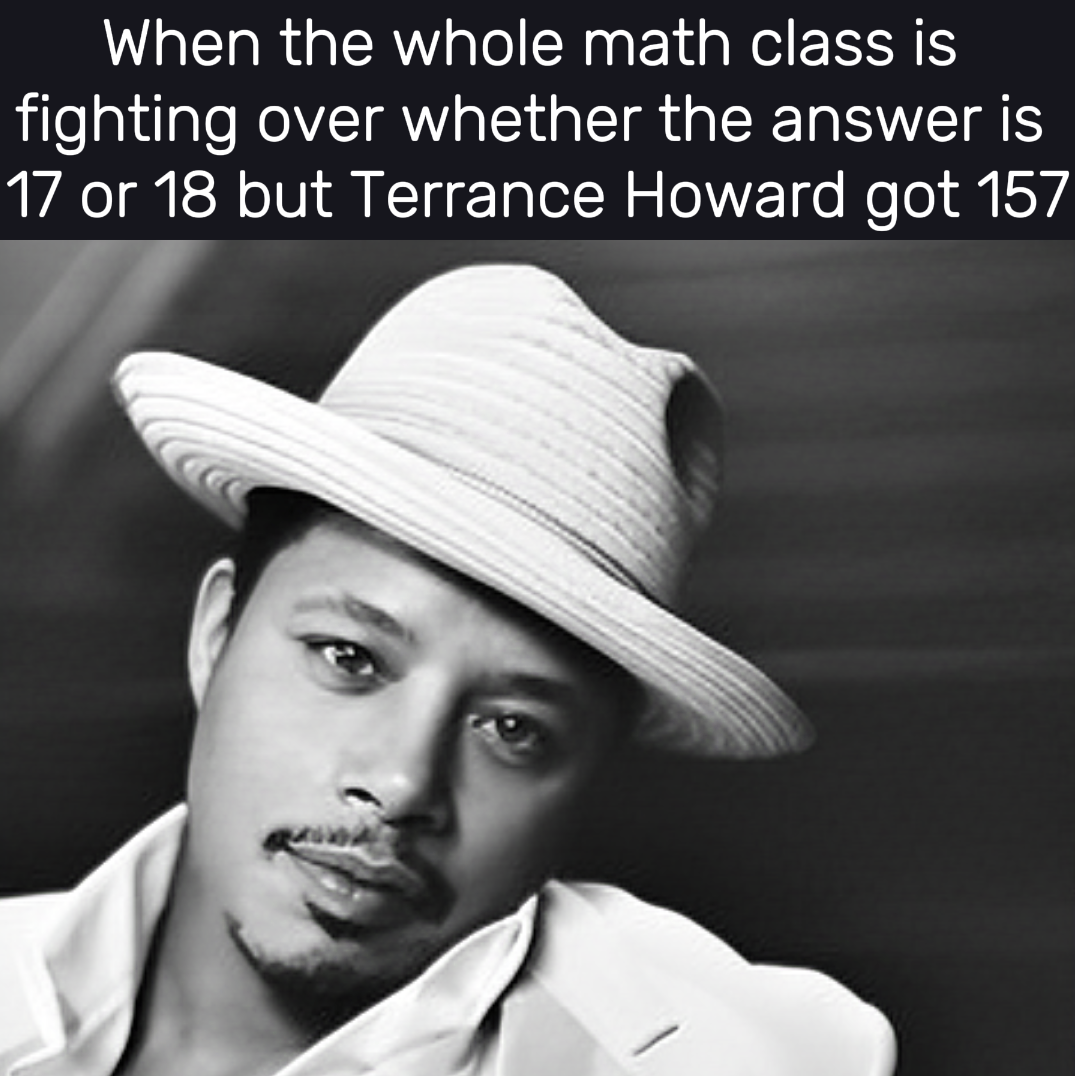 When the whole math class is
fighting over whether the answer is
17 or 18 but Terrance Howard got 157